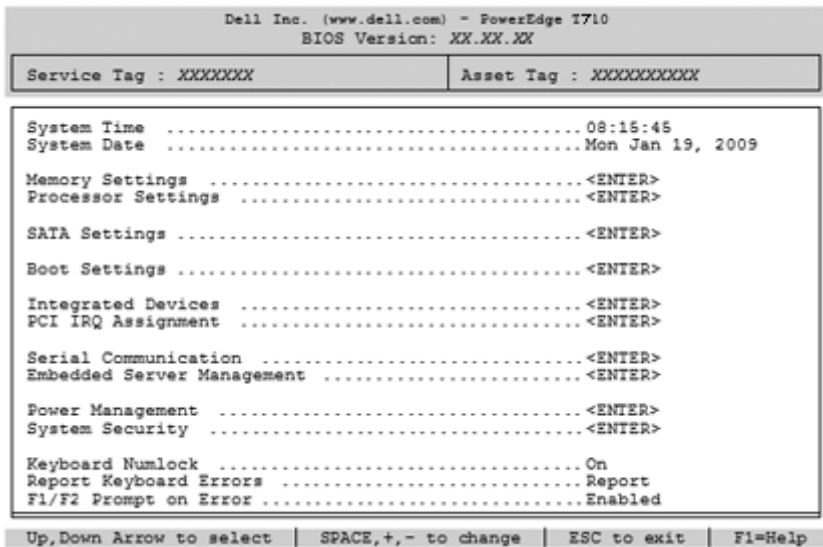 Dell Inc. (www.dell.com) - PowerEdge T710
BIOS Version: XX.XX.XX
Service Tag : XXXXXXX Asset Tag : XXXXXXXXXX
System Time ........................................08:15:45
System Date ........................................Mon Jan 19, 2009
Memory Settings ....................................<ENTER>
Processor Settings .................................<ENTER>
SATA Settings .......................................<ENTER>
Boot Settings .......................................<ENTER>
Integrated Devices .................................<ENTER>
PCI IRQ Assignment .................................<ENTER>
Serial Communication ...............................<ENTER>
Embedded Server Management .........................<ENTER>
Power Management ...................................<ENTER>
System Security ....................................<ENTER>
Keyboard Numlock ...................................On
Report Keyboard Errors .............................Report
F1/F2 Prompt on Error ...............................Enabled
Up,Down Arrow to select | SPACE,+,- to change | ESC to exit | F1=Help